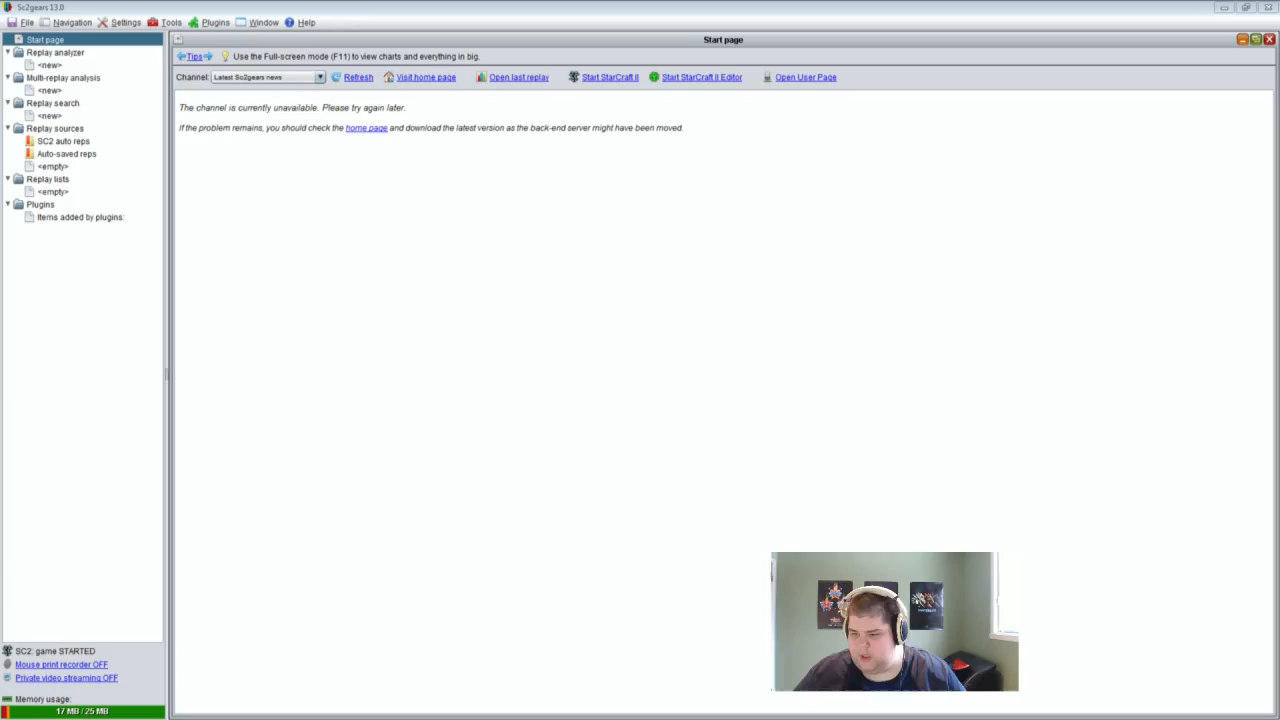 Sc2gears 13.0
File Navigation Settings Tools Plugins Window Help
Start page
Replay analyzer
<new>
Multi-replay analysis
<new>
Replay search
<new>
Replay sources
SC2 auto reps
Auto-saved reps
<empty>
Replay lists
<empty>
Plugins
Items added by plugins:
SC2: game STARTED
Mouse print recorder OFF
Private video streaming OFF
Memory usage:
17 MB / 25 MB
Start page
Tips Use the Full-screen mode (F11) to view charts and everything in big.
Channel: Latest Sc2gears news Refresh Visit home page Open last replay Start StarCraft II Start StarCraft II Editor Open User Page
The channel is currently unavailable. Please try again later.
If the problem remains, you should check the home page and download the latest version as the back-end server might have been moved.